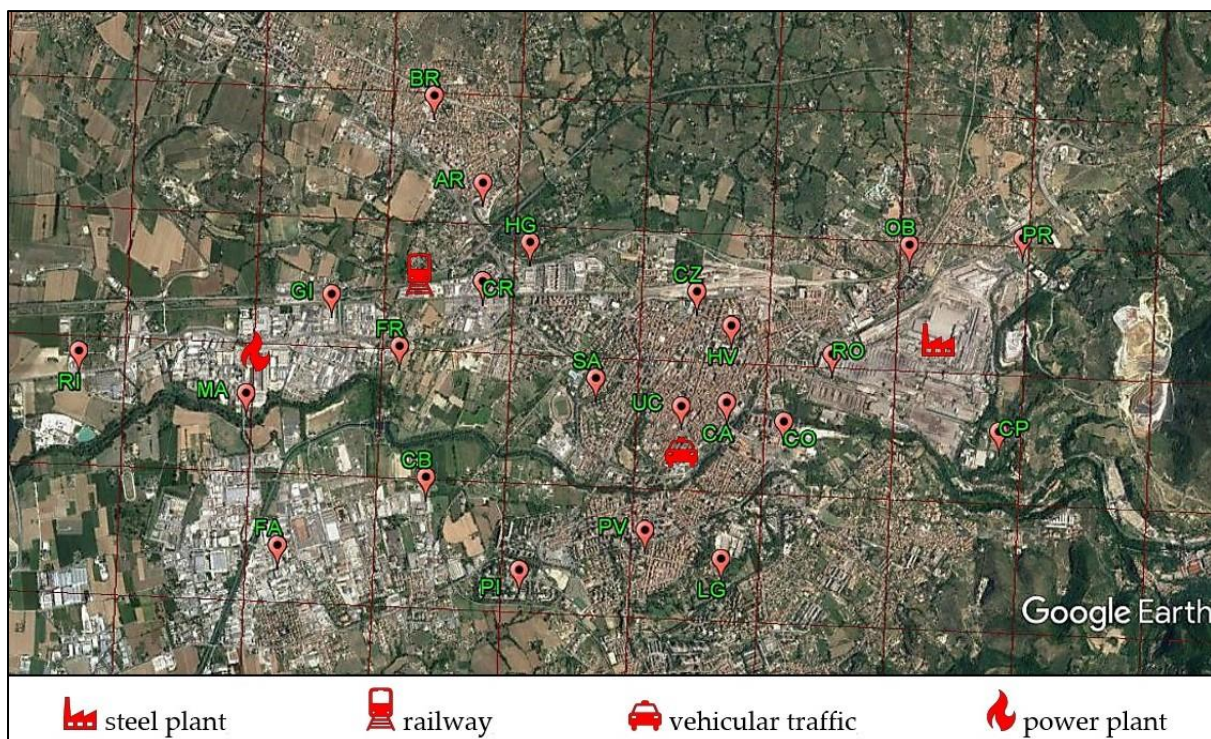 BR
AR
HG
OB
PR
CR
CZ
GI
FR
HV
RO
RI
SA
MA
UC
CA
CO
CP
CB
FA
PV
PI
LG
Google Earth
steel plant
railway
vehicular traffic
power plant